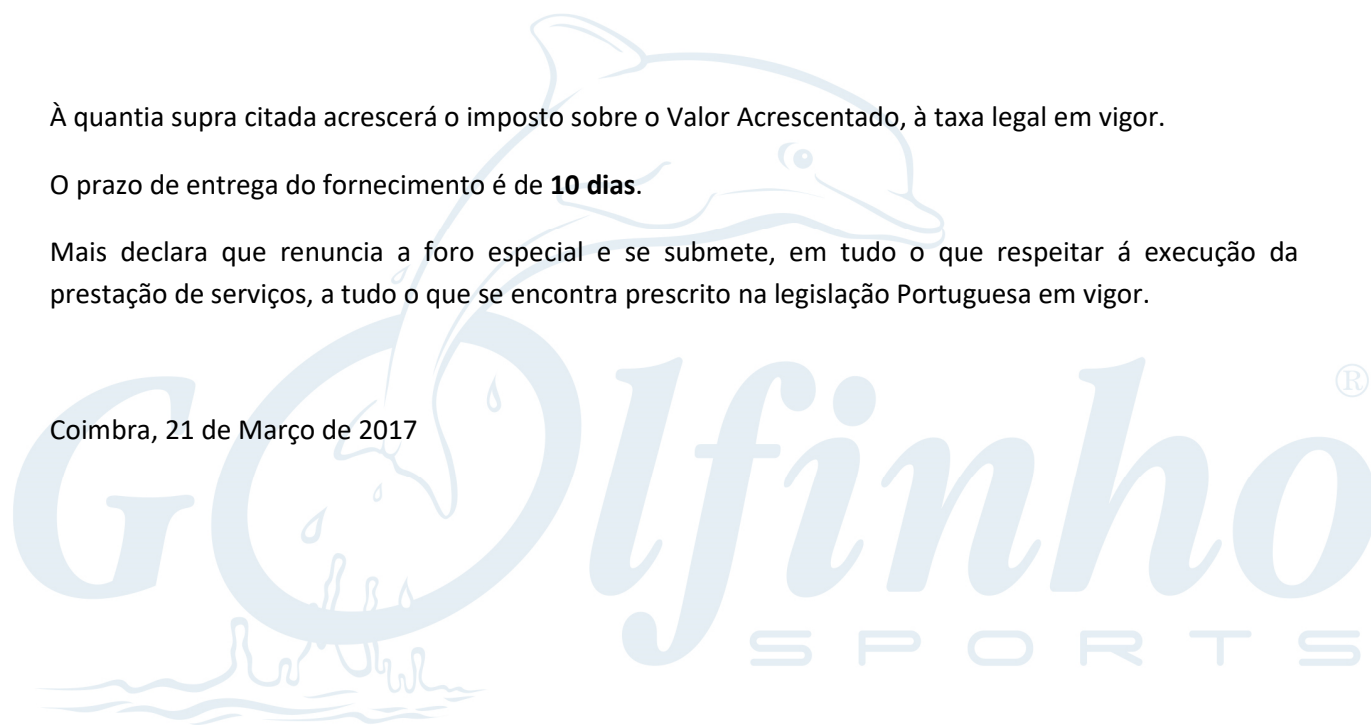 À quantia supra citada acrescerá o imposto sobre o Valor Acrescentado, à taxa legal em vigor.
O prazo de entrega do fornecimento é de 10 dias.
Mais declara que renuncia a foro especial e se submete, em tudo o que respeitar á execução da
prestação de serviços, a tudo o que se encontra prescrito na legislação Portuguesa em vigor.
Coimbra, 21 de Março de 2017
GOlfinho ®
SPORTS